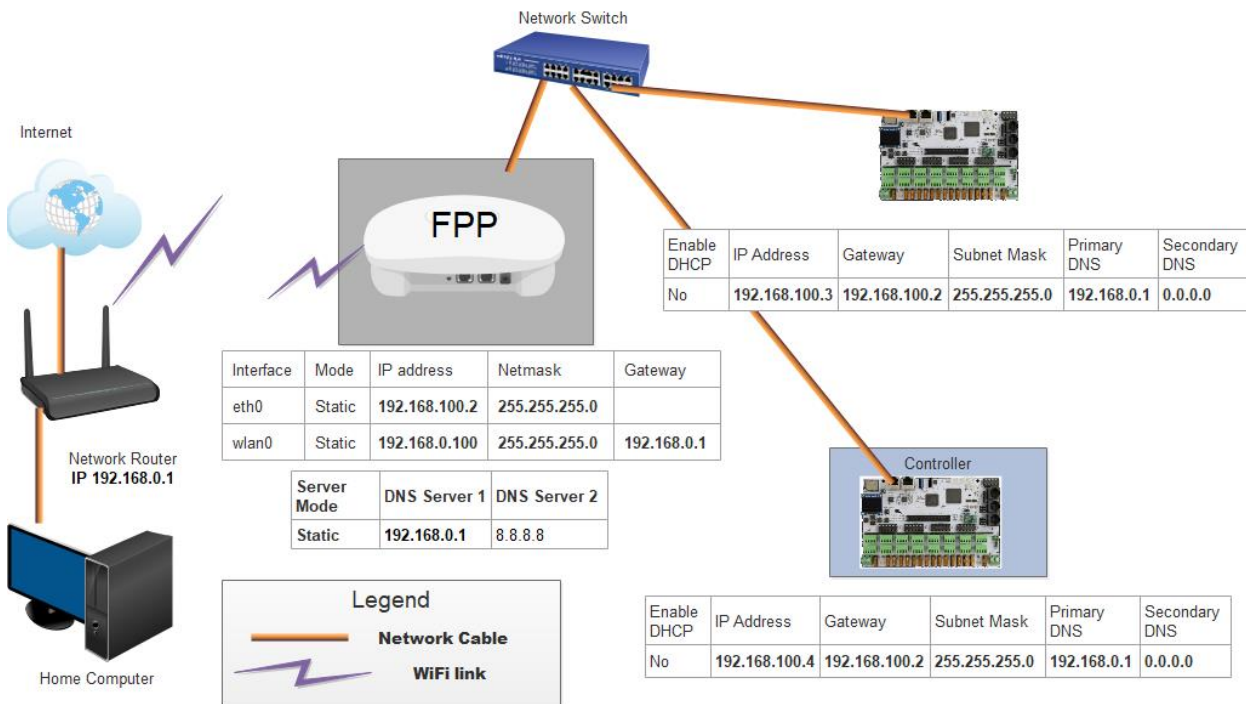 Network Switch
Internet
FPP
Enable DHCP IP Address Gateway Subnet Mask Primary DNS Secondary DNS
No 192.168.100.3 192.168.100.2 255.255.255.0 192.168.0.1 0.0.0.0
Interface Mode IP address Netmask Gateway
eth0 Static 192.168.100.2 255.255.255.0
wlan0 Static 192.168.0.100 255.255.255.0 192.168.0.1
Network Router
IP 192.168.0.1
Server Mode DNS Server 1 DNS Server 2
Static 192.168.0.1 8.8.8.8
Controller
Legend
Network Cable
WiFi link
Home Computer
Enable DHCP IP Address Gateway Subnet Mask Primary DNS Secondary DNS
No 192.168.100.4 192.168.100.2 255.255.255.0 192.168.0.1 0.0.0.0